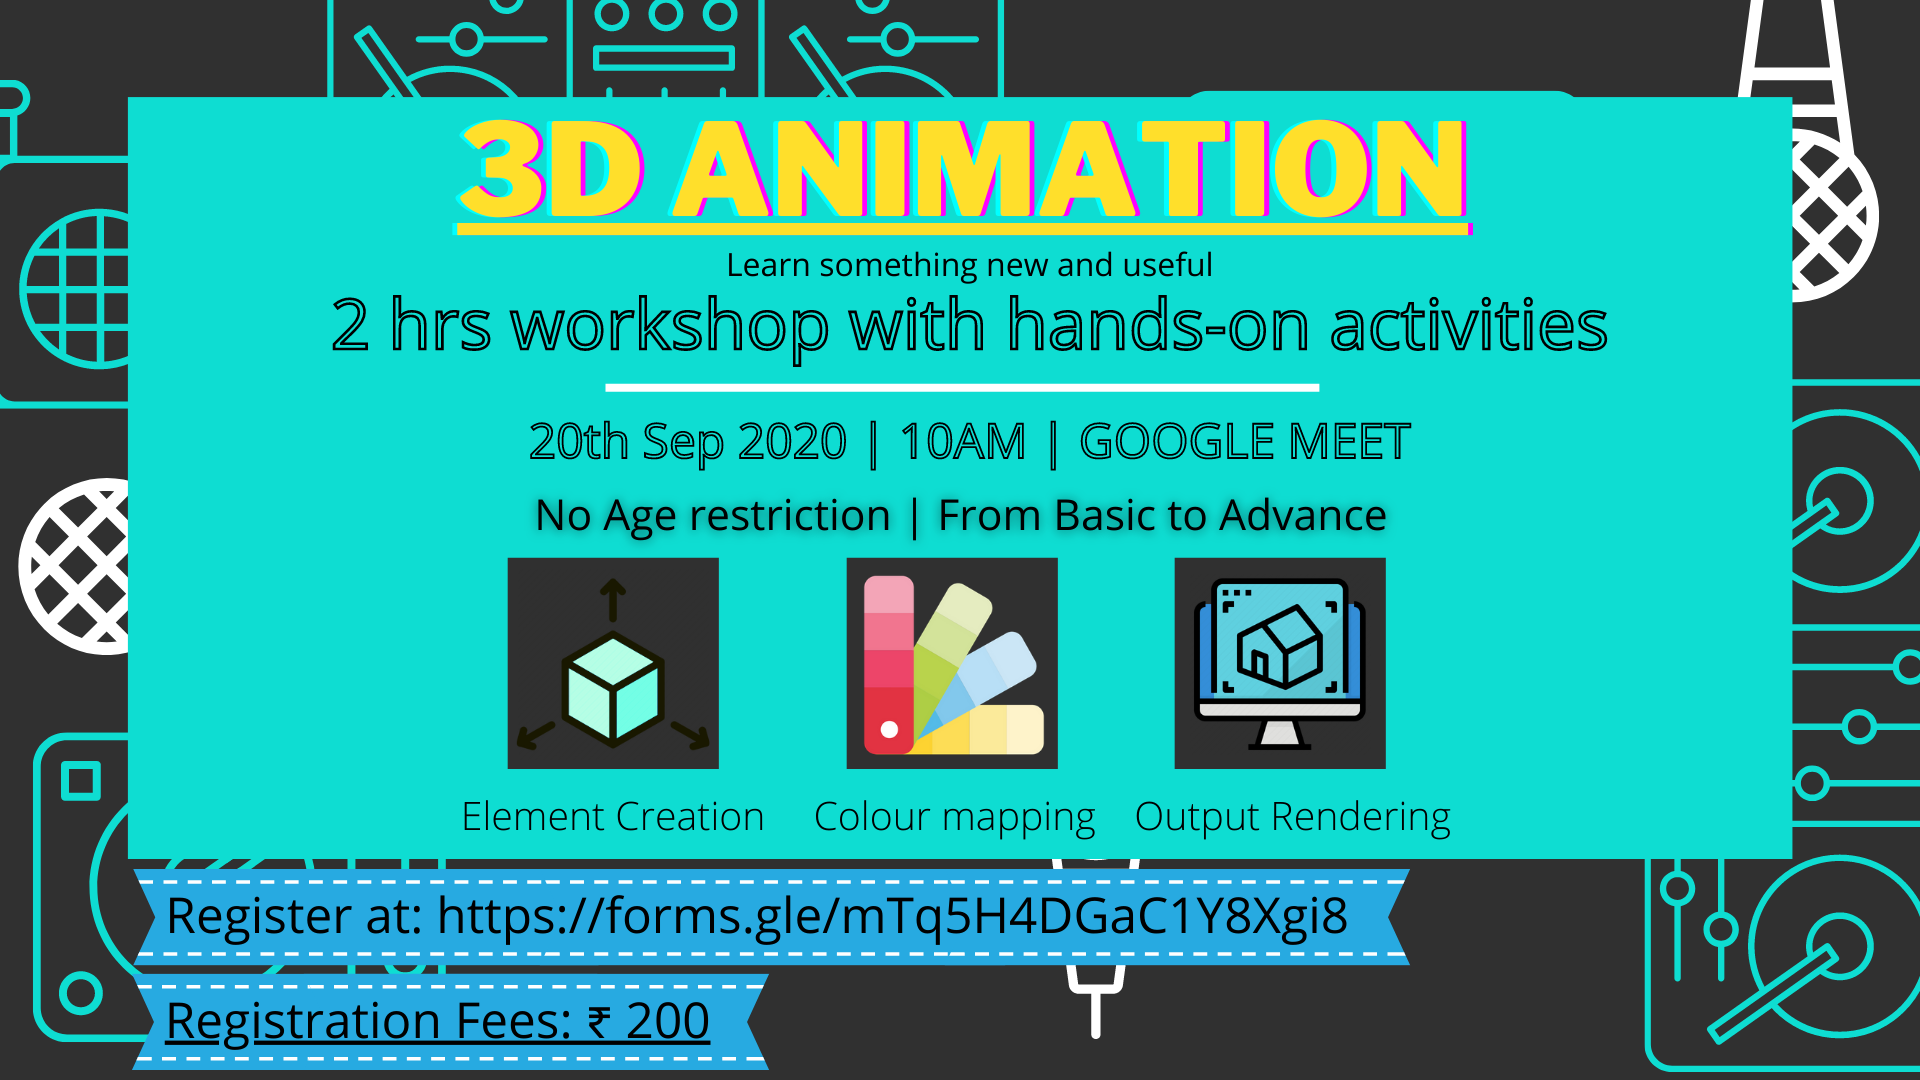 3D ANIMATION
Learn something new and useful
2 hrs workshop with hands-on activities
20th Sep 2020 | 10AM | GOOGLE MEET
No Age restriction | From Basic to Advance
Element Creation
Colour mapping
Output Rendering
Register at: https://forms.gle/mTq5H4DGaC1Y8Xgi8
Registration Fees: ₹ 200